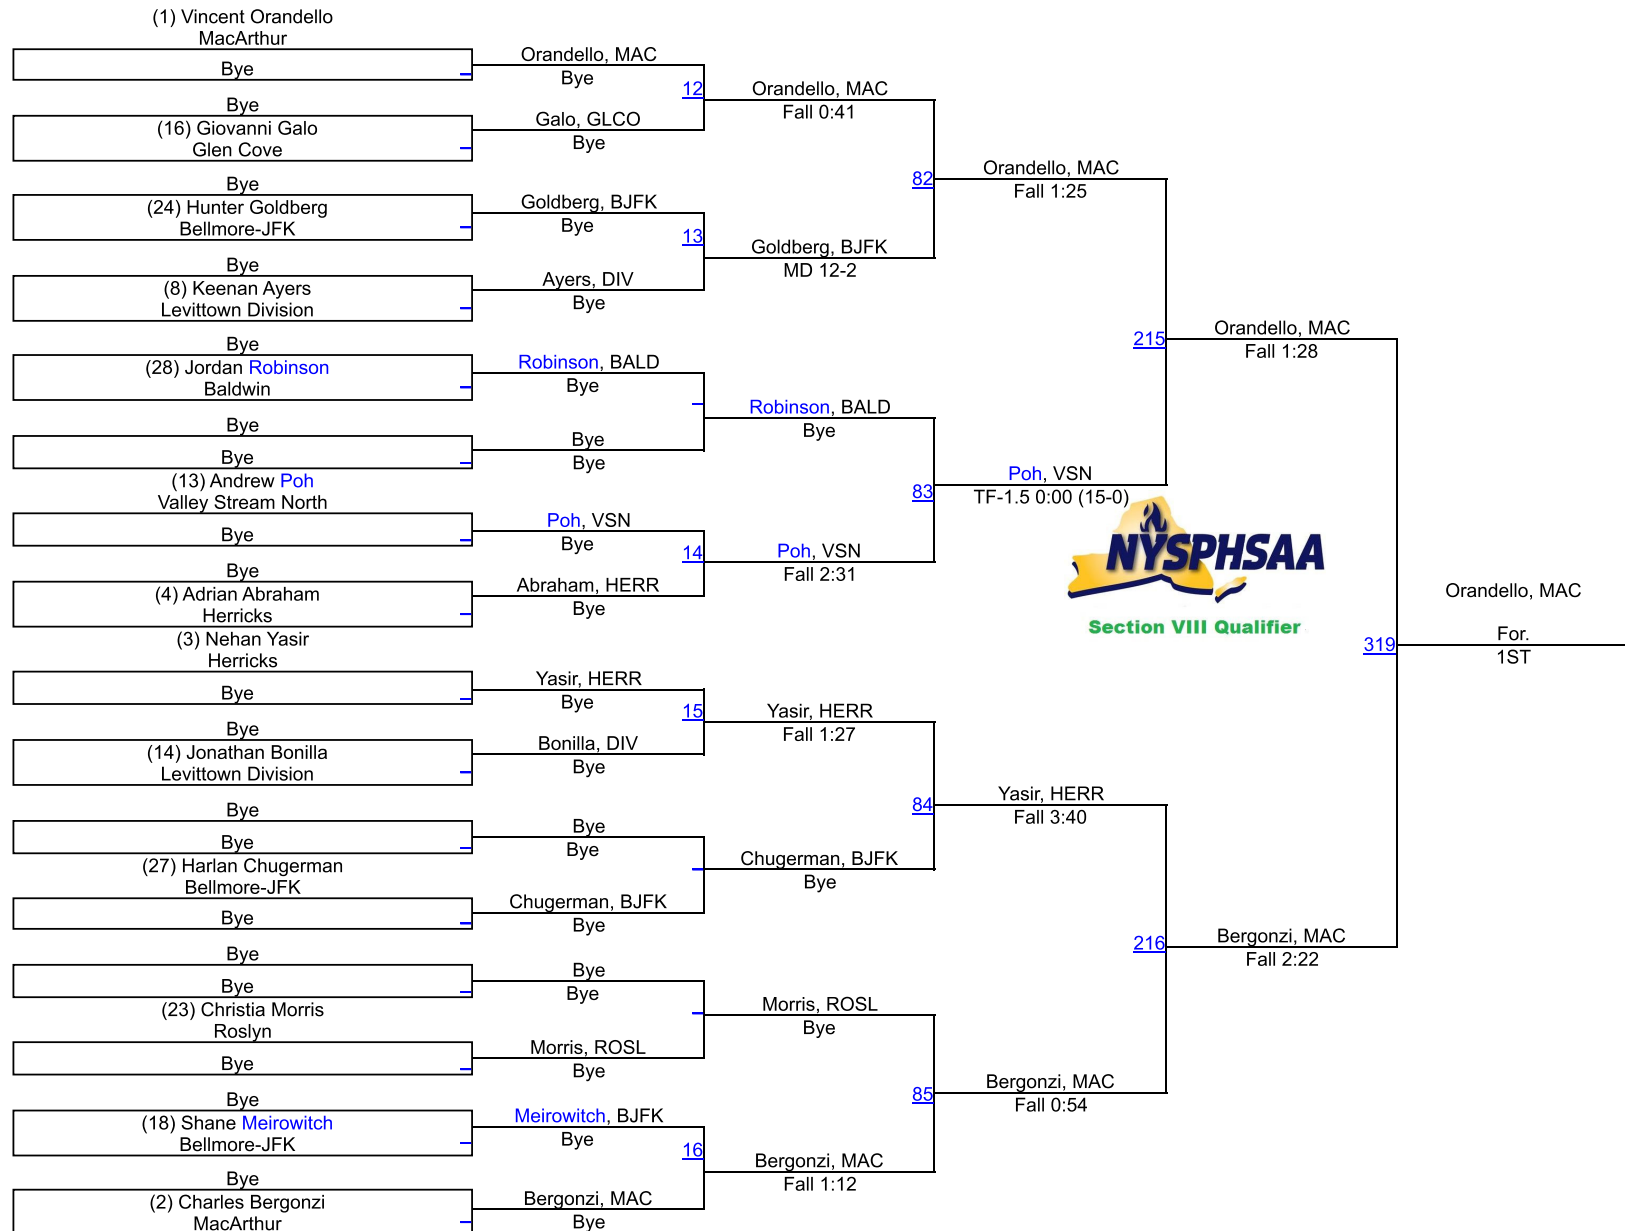 (1) Vincent Orandello
MacArthur
Bye
Bye
(16) Giovanni Galo
Glen Cove
Bye
(24) Hunter Goldberg
Bellmore-JFK
Bye
(8) Keenan Ayers
Levittown Division
Bye
(28) Jordan Robinson
Baldwin
Bye
Bye
(13) Andrew Poh
Valley Stream North
Bye
Bye
(4) Adrian Abraham
Herricks
(3) Nehan Yasir
Herricks
Bye
Bye
(14) Jonathan Bonilla
Levittown Division
Bye
Bye
(27) Harlan Chugerman
Bellmore-JFK
Bye
Bye
Bye
(23) Christia Morris
Roslyn
Bye
Bye
(18) Shane Meirowitch
Bellmore-JFK
Bye
(2) Charles Bergonzi
MacArthur
Orandello, MAC
Bye
12
Galo, GLCO
Bye
Goldberg, BJFK
Bye
13
Ayers, DIV
Bye
Robinson, BALD
Bye
Bye
Bye
Poh, VSN
Bye
14
Abraham, HERR
Bye
Yasir, HERR
Bye
15
Bonilla, DIV
Bye
Bye
Bye
Chugerman, BJFK
Bye
Bye
Bye
Morris, ROSL
Bye
Meirowitch, BJFK
Bye
16
Bergonzi, MAC
Bye
Orandello, MAC
Fall 0:41
82
Goldberg, BJFK
MD 12-2
Robinson, BALD
Bye
83
Poh, VSN
Fall 2:31
Yasir, HERR
Fall 1:27
84
Chugerman, BJFK
Bye
Morris, ROSL
Bye
85
Bergonzi, MAC
Fall 1:12
Orandello, MAC
Fall 1:25
215
Poh, VSN
TF-1.5 0:00 (15-0)
NYSPHSAA
Section VIII Qualifier
Yasir, HERR
Fall 3:40
216
Bergonzi, MAC
Fall 0:54
Orandello, MAC
Fall 1:28
319
Bergonzi, MAC
Fall 2:22
Orandello, MAC
For.
1ST